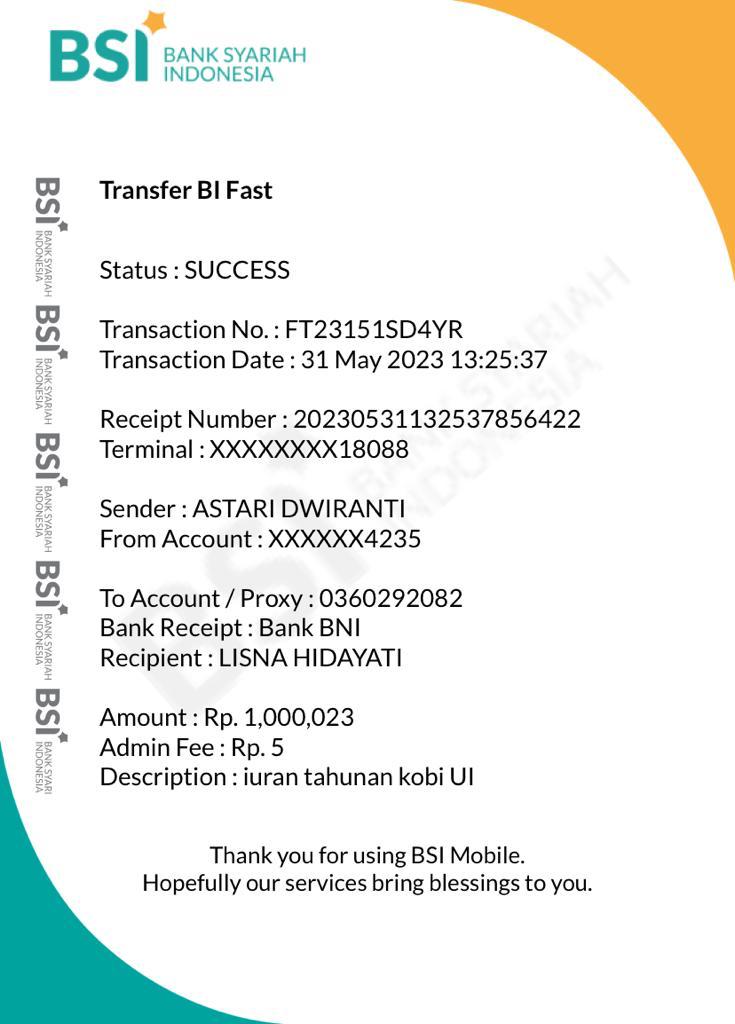 BSI BANK SYARIAH
INDONESIA
Transfer BI Fast
Status : SUCCESS
Transaction No. : FT23151SD4YR
Transaction Date : 31 May 2023 13:25:37
Receipt Number : 20230531132537856422
Terminal : XXXXXXXX18088
Sender : ASTARI DWIRANTI
From Account : XXXXXX4235
To Account / Proxy : 0360292082
Bank Receipt : Bank BNI
Recipient : LISNA HIDAYATI
Amount : Rp. 1,000,023
Admin Fee : Rp. 5
Description : iuran tahunan kobi UI
Thank you for using BSI Mobile.
Hopefully our services bring blessings to you.
BSI BANK SYARIAH
INDONESIA
BSI BANK SYARIAH
INDONESIA
BSI BANK SYARIAH
INDONESIA
BSI BANK SYARIAH
INDONESIA
BSI BANK SYARI
INDONESIA
BSI BANK SYARIAH
INDONESIA